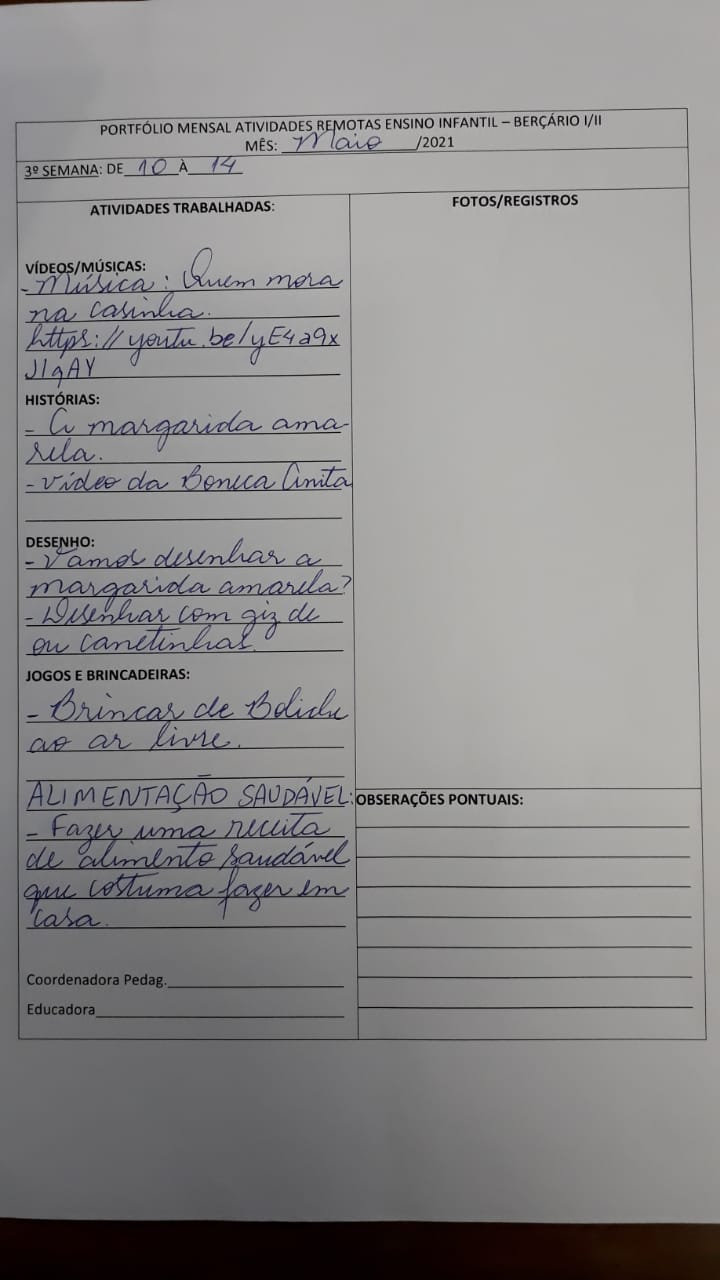 PORTFÓLIO MENSAL ATIVIDADES REMOTAS ENSINO INFANTIL – BERÇÁRIO I/II
MÊS: Maio /2021
3º SEMANA: DE 10 À 14
ATIVIDADES TRABALHADAS:
VÍDEOS/MÚSICAS:
- Música: Quem mora
na casinha.
https://youtu.be/yE4a9x
JIgAY
HISTÓRIAS:
- A margarida ama-
rela.
- vídeo da Boneca Anita
DESENHO:
- Vamos desenhar a
margarida amarela?
- Desenhar com giz de
ou canetinhas.
JOGOS E BRINCADEIRAS:
- Brincar de
ao ar livre.
ALIMENTAÇÃO SAUDÁVEL:
- Fazer uma receita
de alimento saudável
que costuma fazer em
casa.
Coordenadora Pedag.
Educadora
FOTOS/REGISTROS
OBSERAÇÕES PONTUAIS: